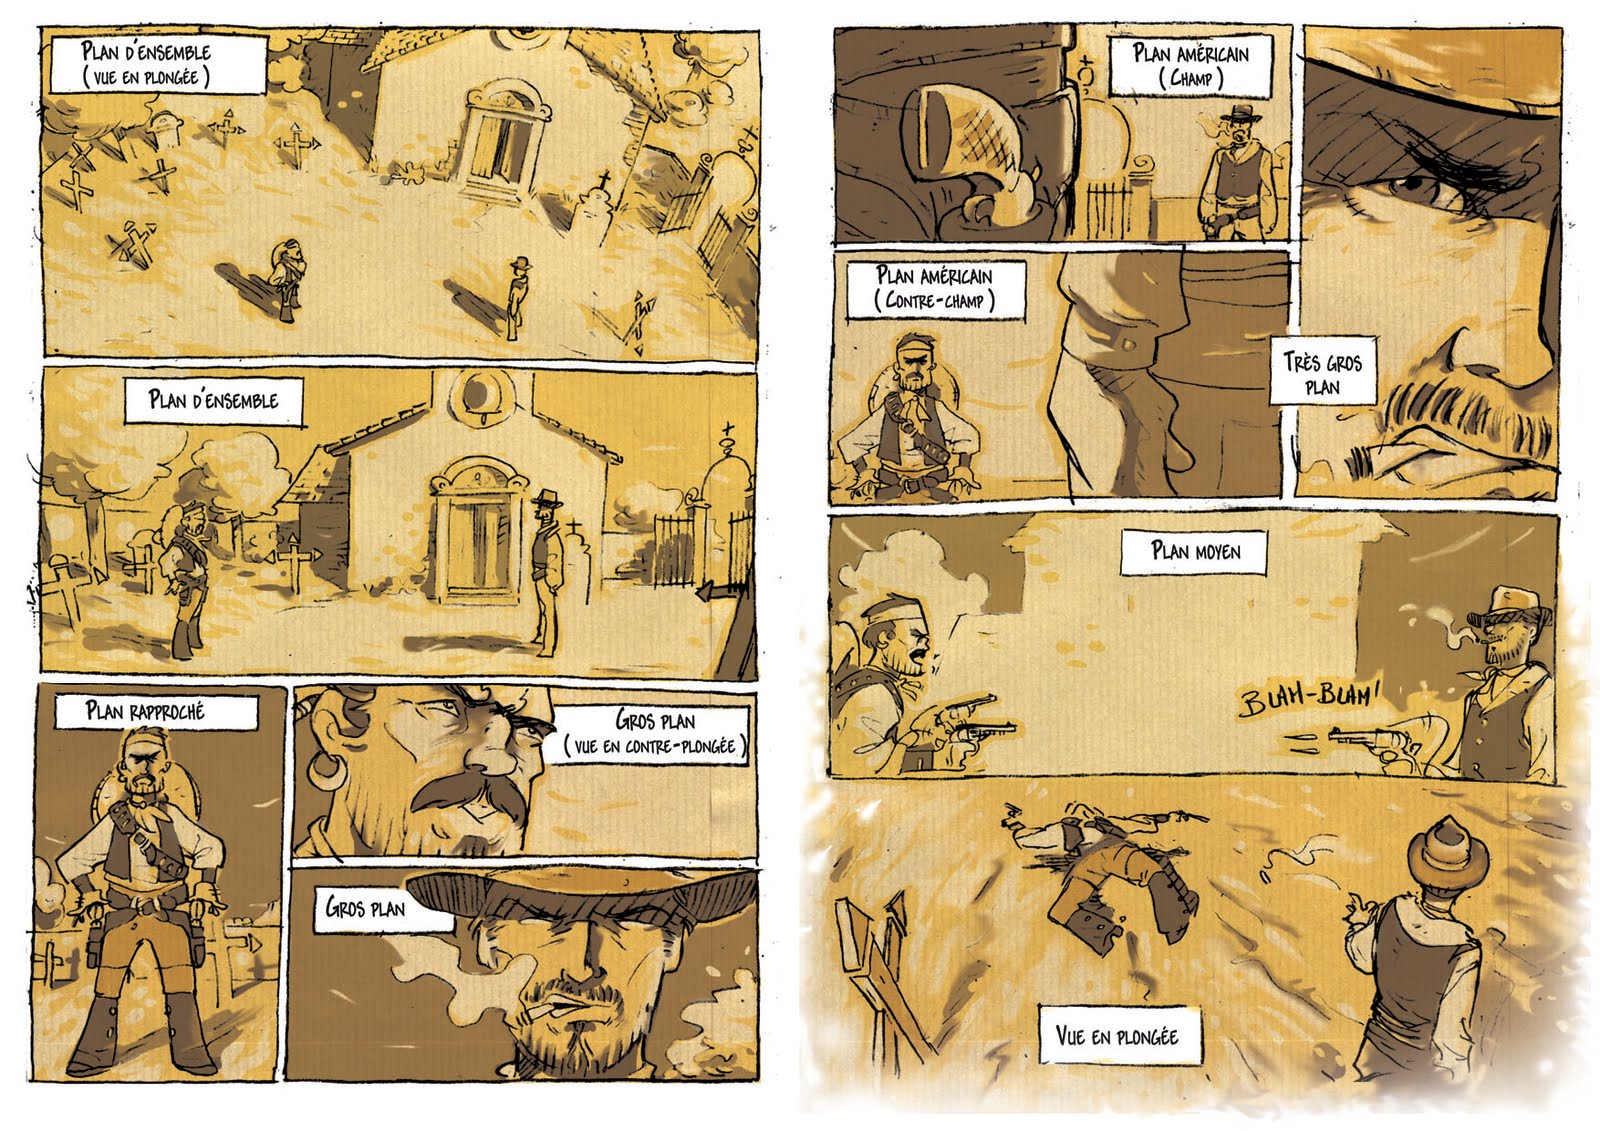 Plan d'ensemble
(vue en plongée)
Plan d'ensemble
Plan rapproché
Gros plan
(vue en contre-plongée)
Gros plan
Plan américain
(Champ)
Plan américain
(Contre-champ)
Très gros
plan
Plan moyen
Blam-Blam!
Vue en plongée